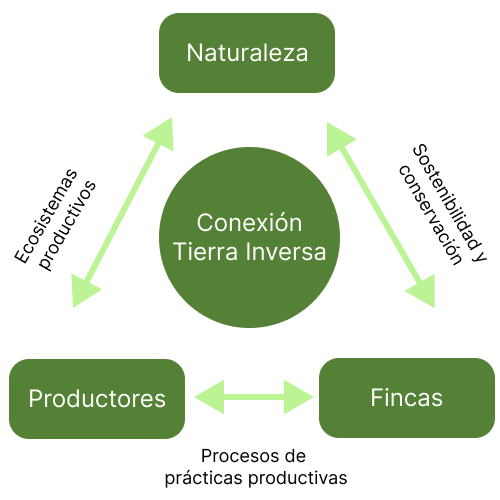 Naturaleza
Ecosistemas
productivos
Sostenibilidad y
conservación
Conexión
Tierra Inversa
Productores
Fincas
Procesos de
prácticas productivas